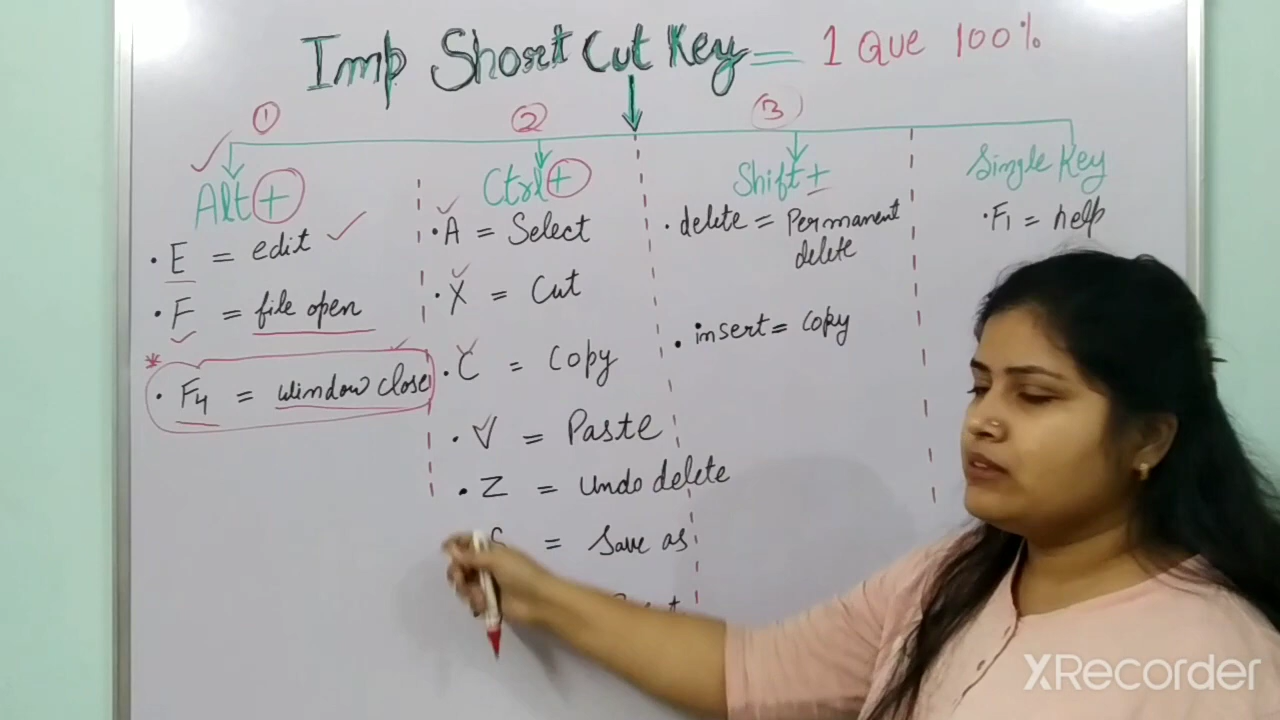 Imp Short Cut Key = 1 Que 100%
① ② ③
Alt +
• E = edit
• F = file open
* • F4 = window close
Ctrl +
• A = Select
• X = Cut
• C = Copy
• V = Paste
• Z = Undo delete
= Save as
Shift +
• delete = Permanent
delete
• insert = Copy
Single Key
• F1 = help
XRecorder